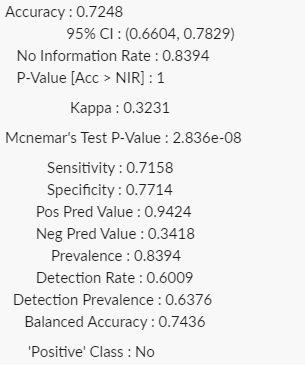 Accuracy : 0.7248
95% CI : (0.6604, 0.7829)
No Information Rate : 0.8394
P-Value [Acc > NIR] : 1
Kappa : 0.3231
Mcnemar's Test P-Value : 2.836e-08
Sensitivity : 0.7158
Specificity : 0.7714
Pos Pred Value : 0.9424
Neg Pred Value : 0.3418
Prevalence : 0.8394
Detection Rate : 0.6009
Detection Prevalence : 0.6376
Balanced Accuracy : 0.7436
'Positive' Class : No